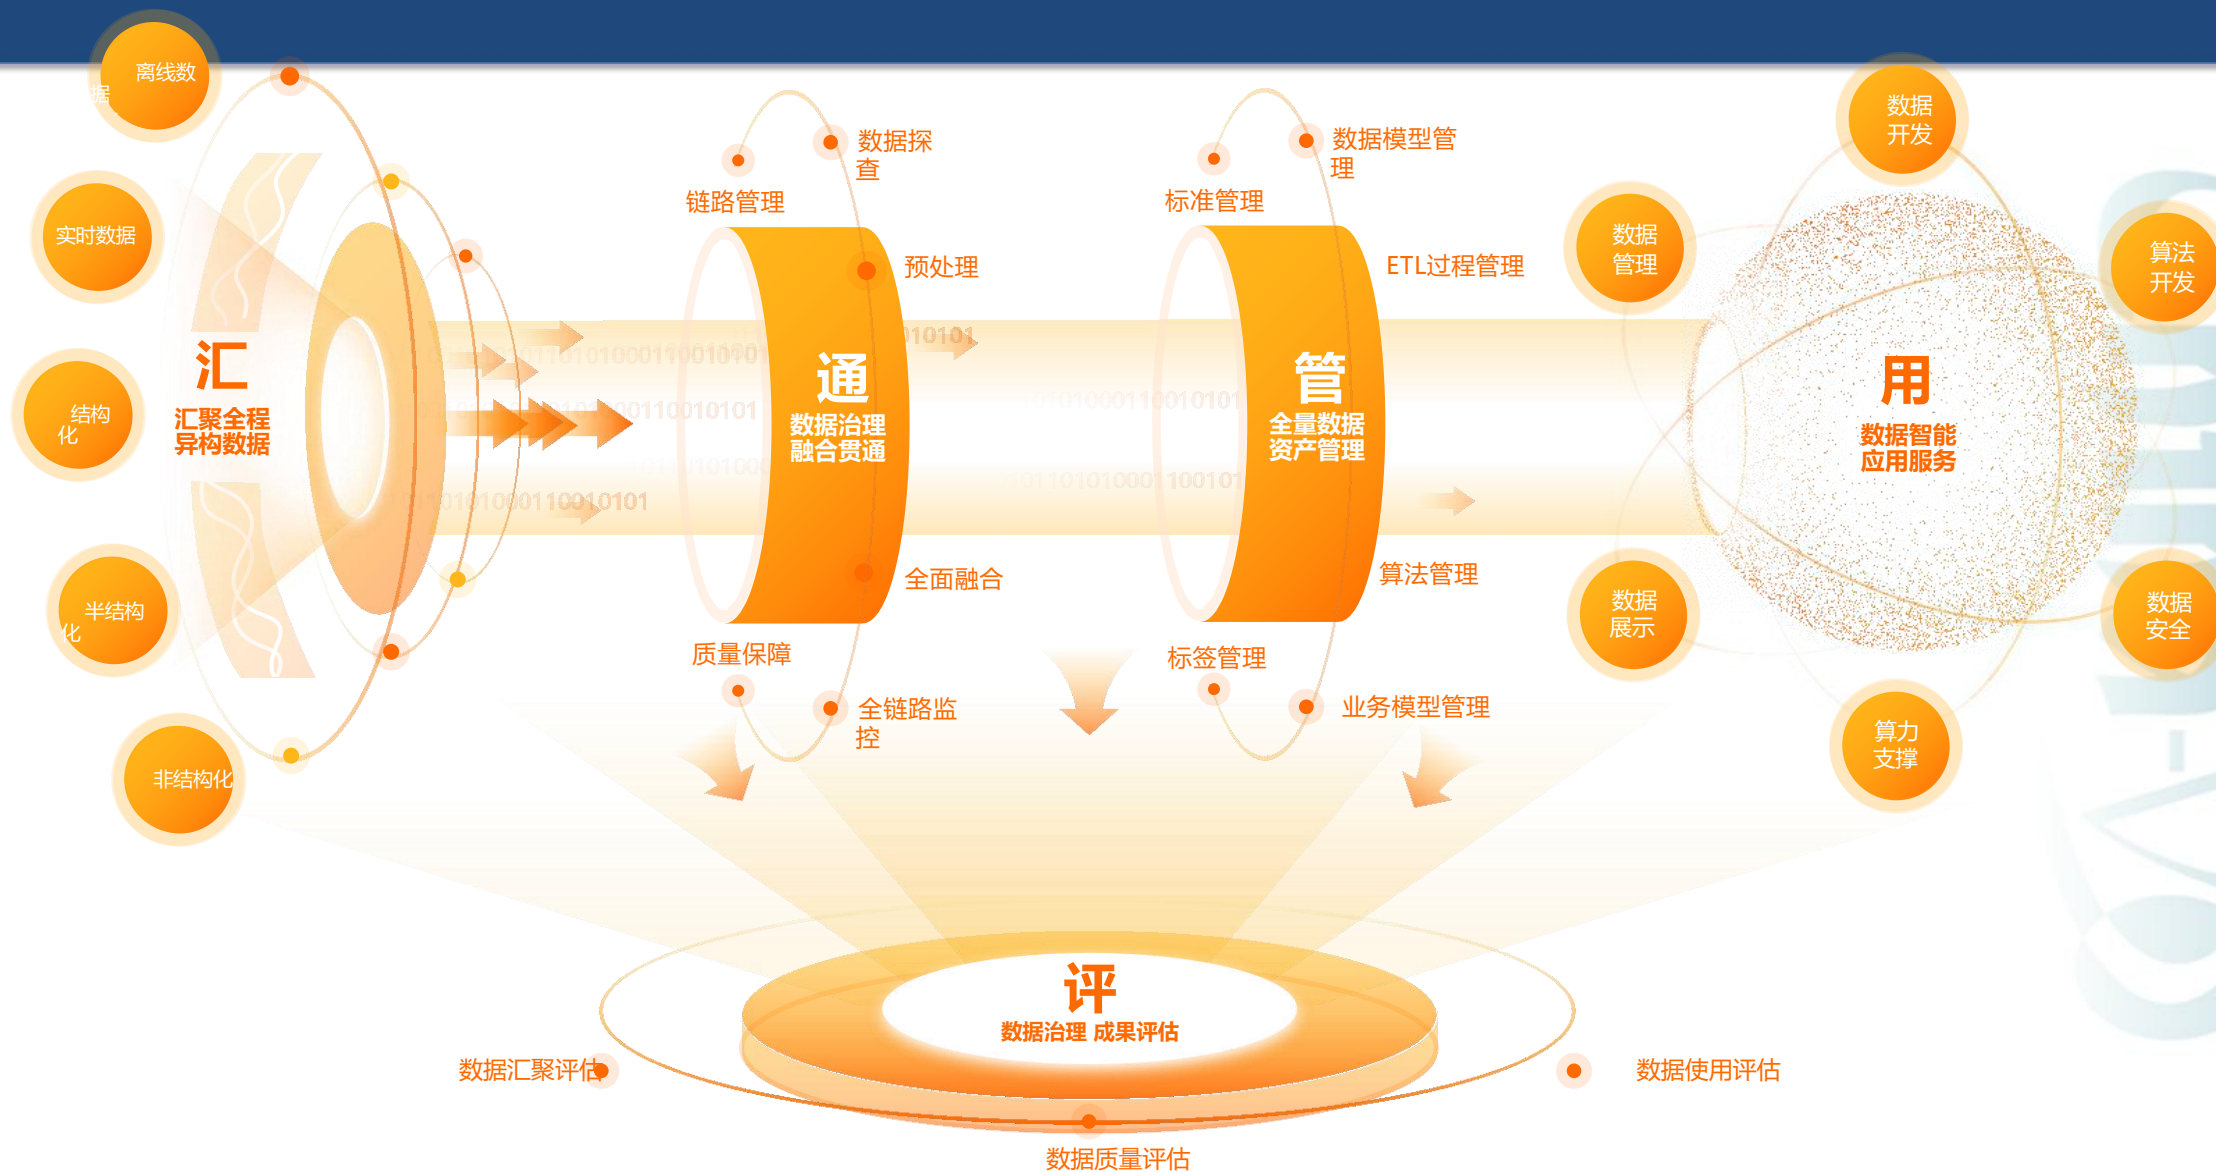 离线数
据
实时数据
结构
化
半结构
化
非结构化
汇
汇聚全程
异构数据
链路管理
数据探
查
预处理
通
数据治理
融合贯通
全面融合
质量保障
全链路监
控
标准管理
数据模型管
理
ETL过程管理
管
全量数据
资产管理
算法管理
标签管理
业务模型管理
数据
开发
数据
管理
算法
开发
用
数据智能
应用服务
数据
展示
数据
安全
算力
支撑
评
数据治理 成果评估
数据汇聚评估
数据质量评估
数据使用评估